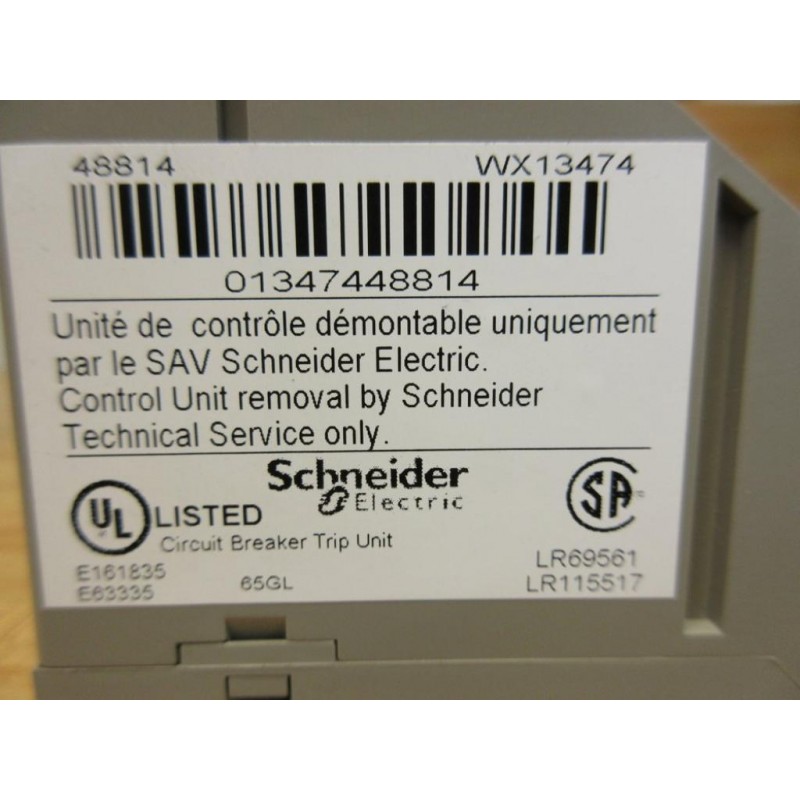 48814 WX13474
01347448814
Unité de contrôle démontable uniquement
par le SAV Schneider Electric.
Control Unit removal by Schneider
Technical Service only.
Schneider
Electric
UL LISTED SA
Circuit Breaker Trip Unit
E161835 65GL LR69561
E63335 LR115517